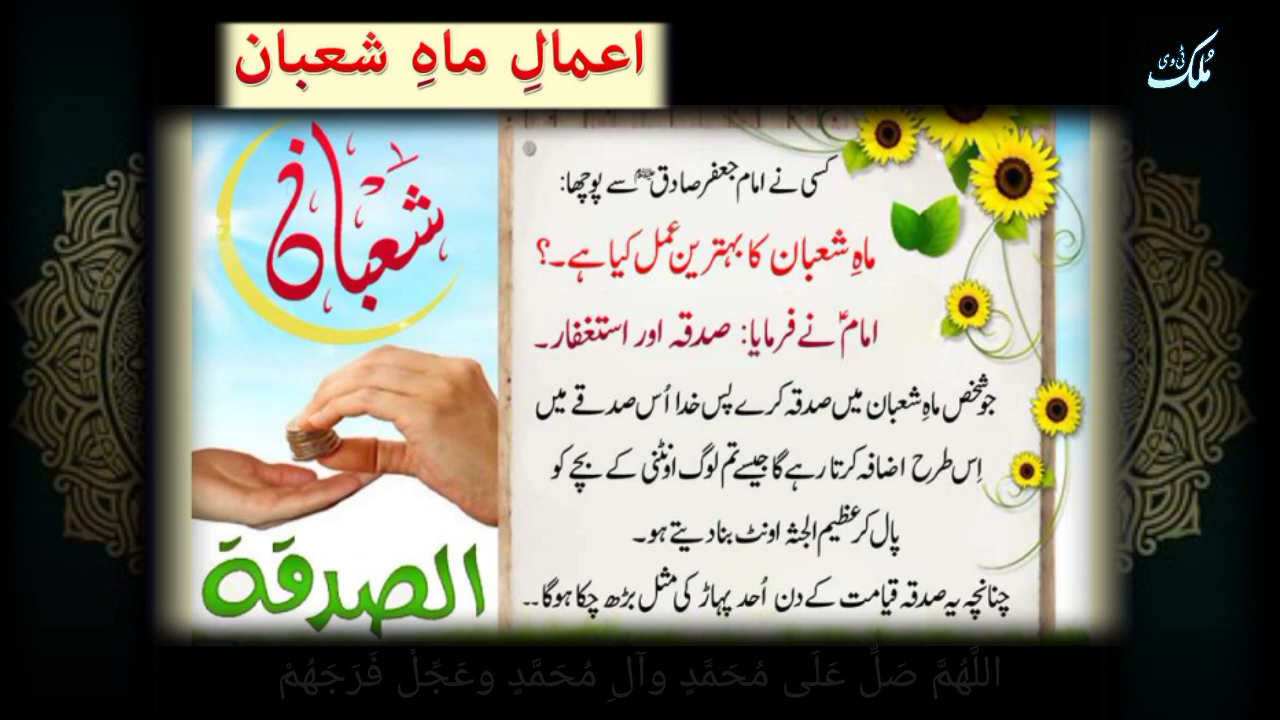 اعمالِ ماہِ شعبان
مُلک ٹی وی
شعبان
کسی نے امام جعفر صادقؑ سے پوچھا:
ماہِ شعبان کا بہترین عمل کیا ہے۔؟
امامؑ نے فرمایا: صدقہ اور استغفار۔
جو شخص ماہِ شعبان میں صدقہ کرے پس خدا اُس صدقے میں
اِس طرح اضافہ کرتا رہے گا جیسے تم لوگ اونٹنی کے بچے کو
پال کر عظیم الجثہ اونٹ بنا دیتے ہو۔
چنانچہ یہ صدقہ قیامت کے دن اُحد پہاڑ کی مثل بڑھ چکا ہوگا۔۔
الصدقة
اللَّهُمَّ صَلِّ عَلَى مُحَمَّدٍ وآلِ مُحَمَّدٍ وعَجِّلْ فَرَجَهُمْ